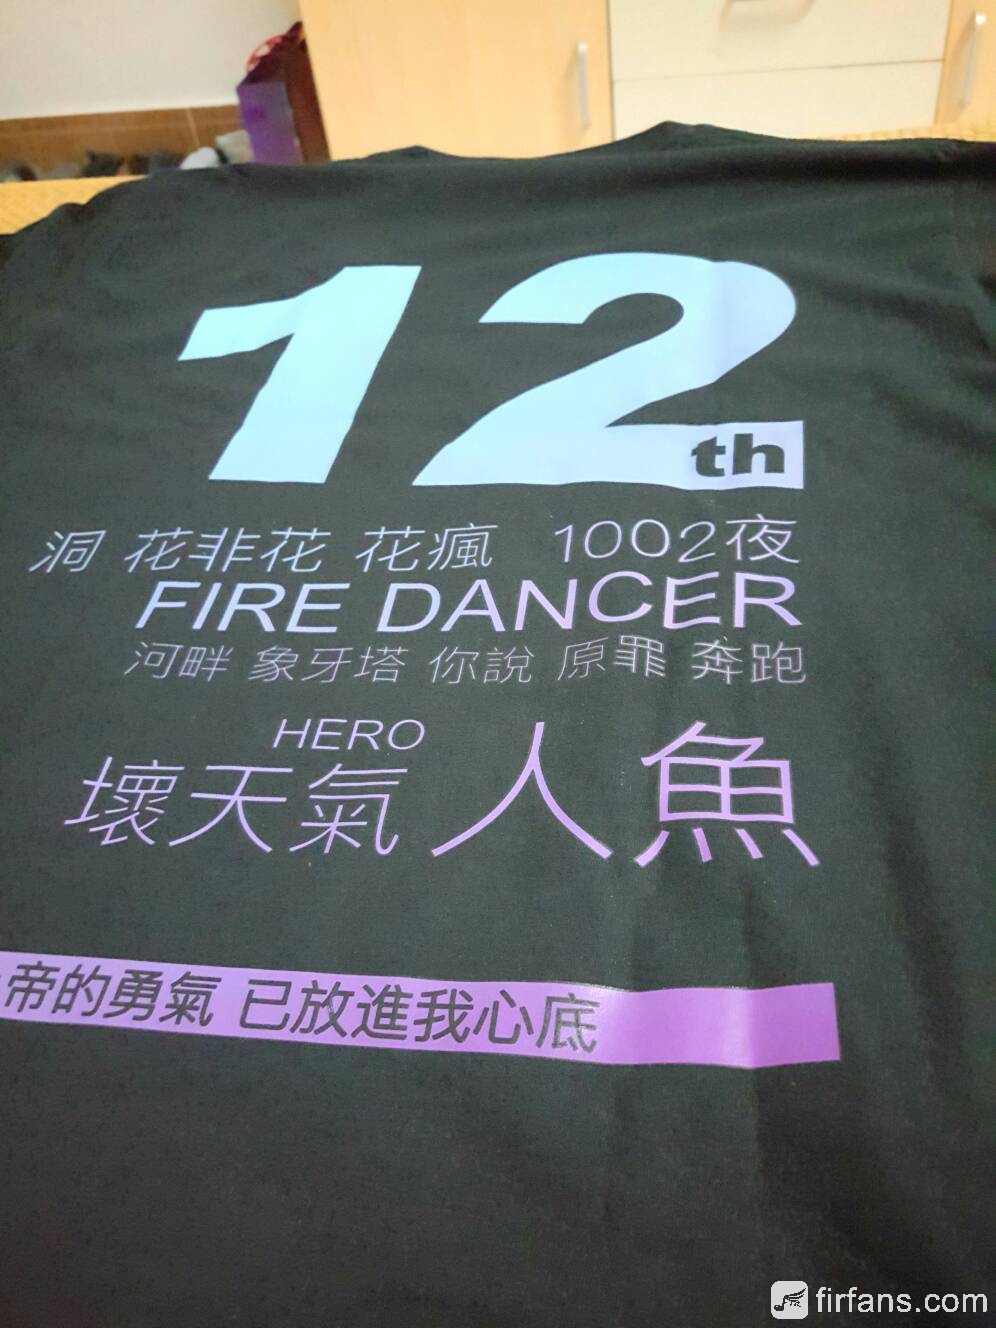 12th
洞 花非花 花瘋 1002夜
FIRE DANCER
河畔 象牙塔 你說 原罪 奔跑
HERO
壞天氣 人魚
帝的勇氣 已放進我心底
firfans.com